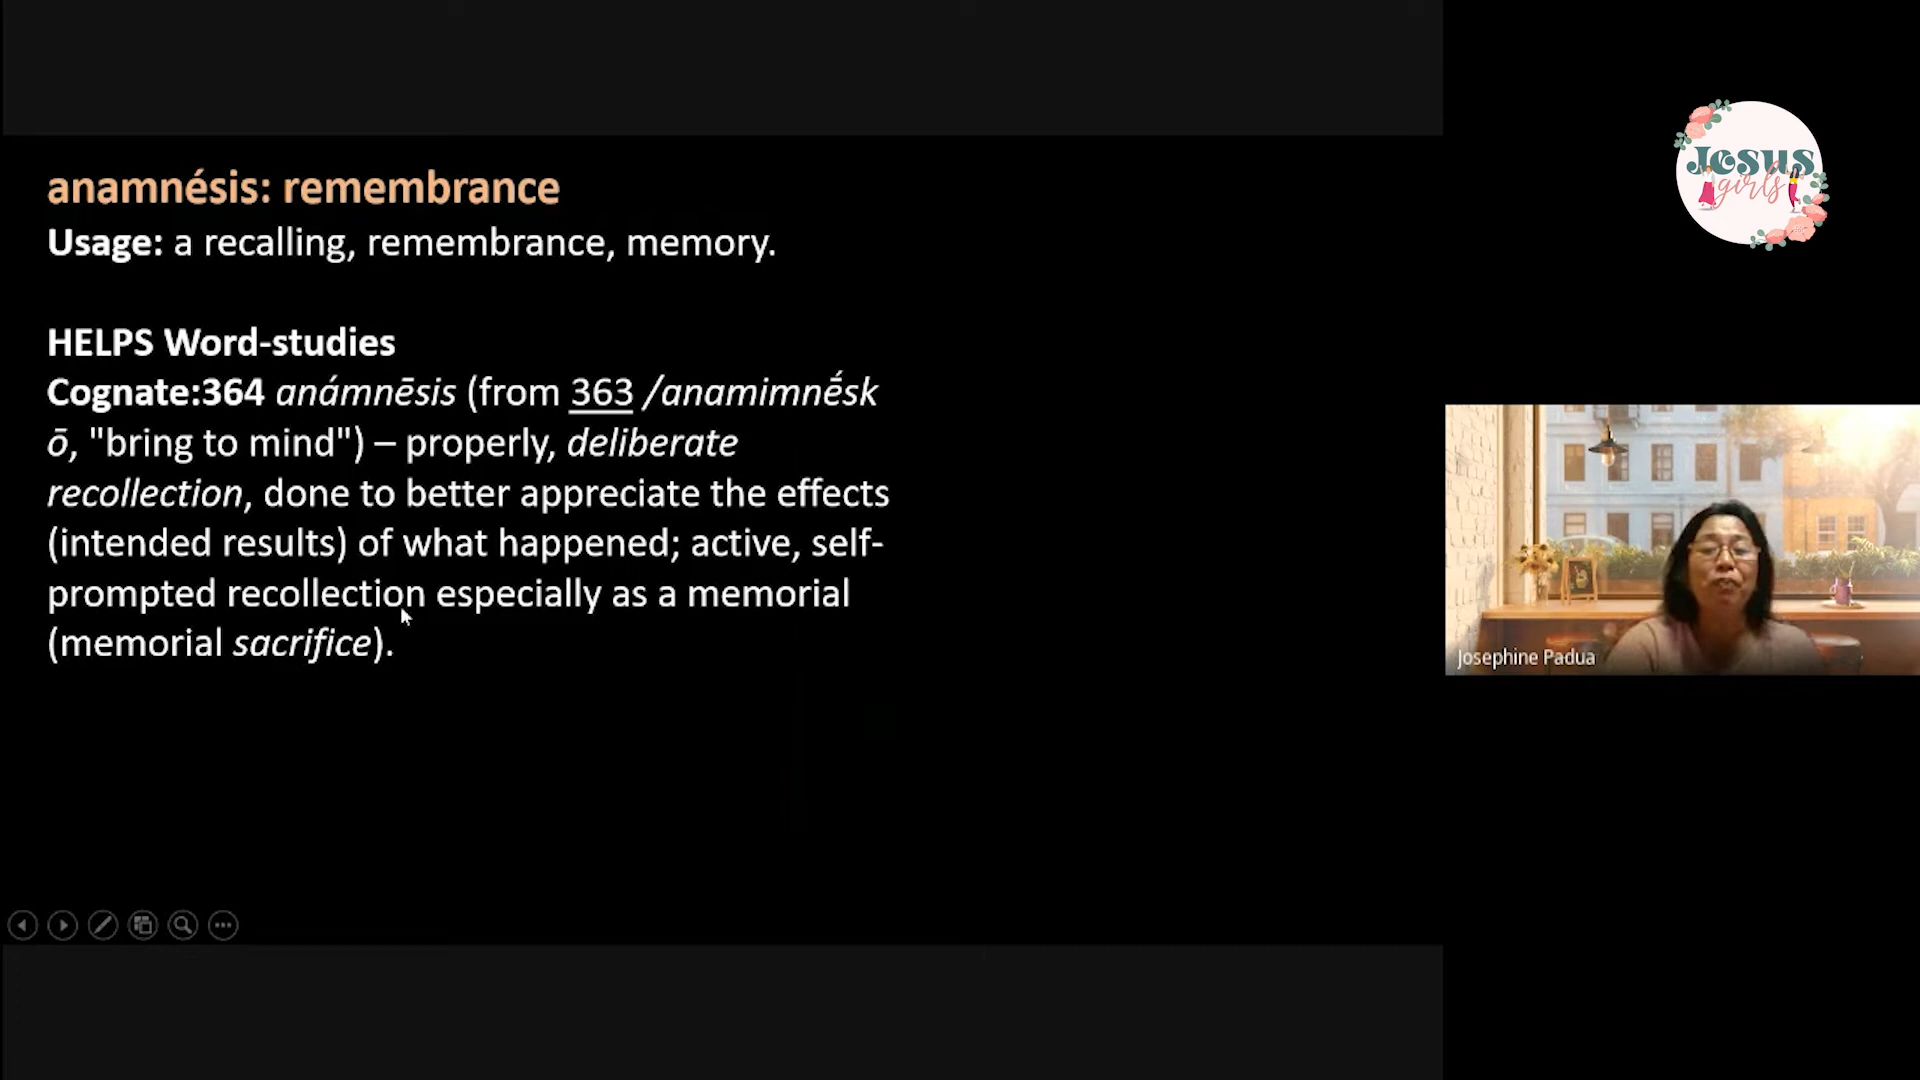 anamnésis: remembrance
Usage: a recalling, remembrance, memory.
HELPS Word-studies
Cognate:364 anámnēsis (from 363 /anamimnḗsk
ō, "bring to mind") – properly, deliberate
recollection, done to better appreciate the effects
(intended results) of what happened; active, self-
prompted recollection especially as a memorial
(memorial sacrifice).
Jesus
girls
Josephine Padua